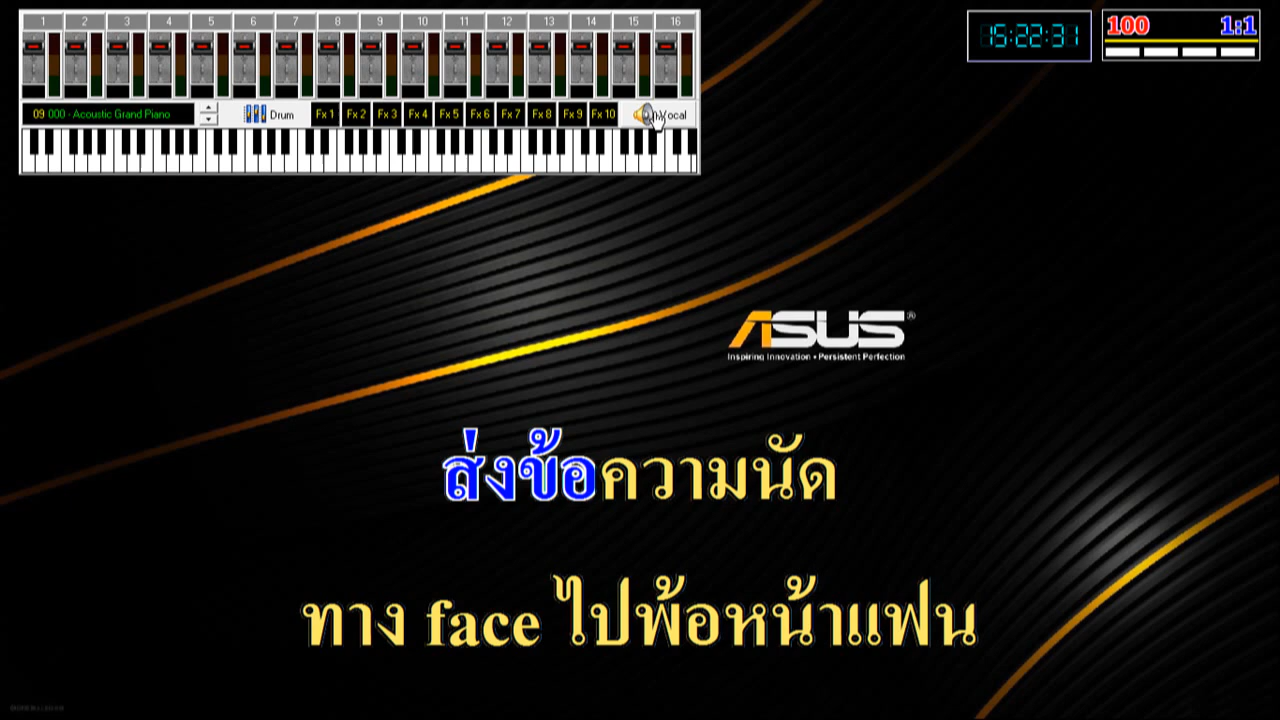 1 2 3 4 5 6 7 8 9 10 11 12 13 14 15 16
15:22:31
100 1:1
09 000 - Acoustic Grand Piano
Drum
Fx 1 Fx 2 Fx 3 Fx 4 Fx 5 Fx 6 Fx 7 Fx 8 Fx 9 Fx 10
Vocal
ASUS®
Inspiring Innovation • Persistent Perfection
ส่งข้อความนัด
ทาง face ไปพ้อหน้าแฟน